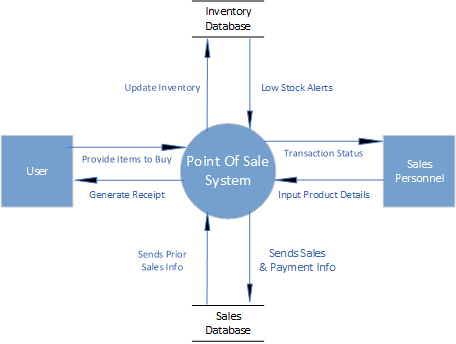 Inventory
Database
Update Inventory
Low Stock Alerts
User
Provide Items to Buy
Generate Receipt
Point Of Sale
System
Transaction Status
Input Product Details
Sales
Personnel
Sends Prior
Sales Info
Sends Sales
& Payment Info
Sales
Database